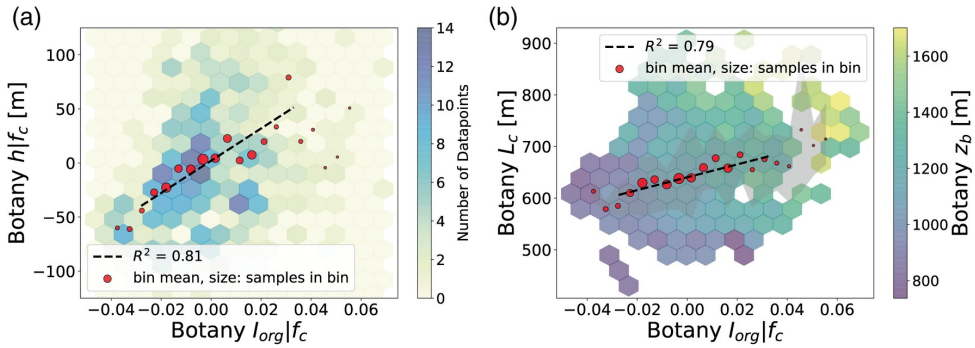 (a)
Botany h|f_c [m]
100
50
0
−50
−100
R² = 0.81
bin mean, size: samples in bin
−0.04 −0.02 0.00 0.02 0.04 0.06
Botany I_org|f_c
14
12
10
8
6
4
2
0
Number of Datapoints
(b)
Botany L_c [m]
900
800
700
600
500
R² = 0.79
bin mean, size: samples in bin
−0.04 −0.02 0.00 0.02 0.04 0.06
Botany I_org|f_c
1600
1400
1200
1000
800
Botany z_b [m]